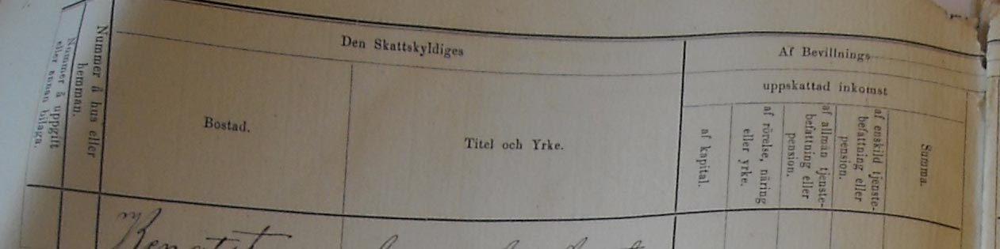 Nummer å uppgift
eller annan bilaga.
Nummer å hus eller
hemman.
Den Skattskyldiges
Bostad.
Titel och Yrke.
Af Bevillnings-
uppskattad inkomst
af kapital.
af rörelse, näring
eller yrke.
af allmän tjenste-
befattning eller
pension.
af enskild tjenste-
befattning eller
pension.
Summa.